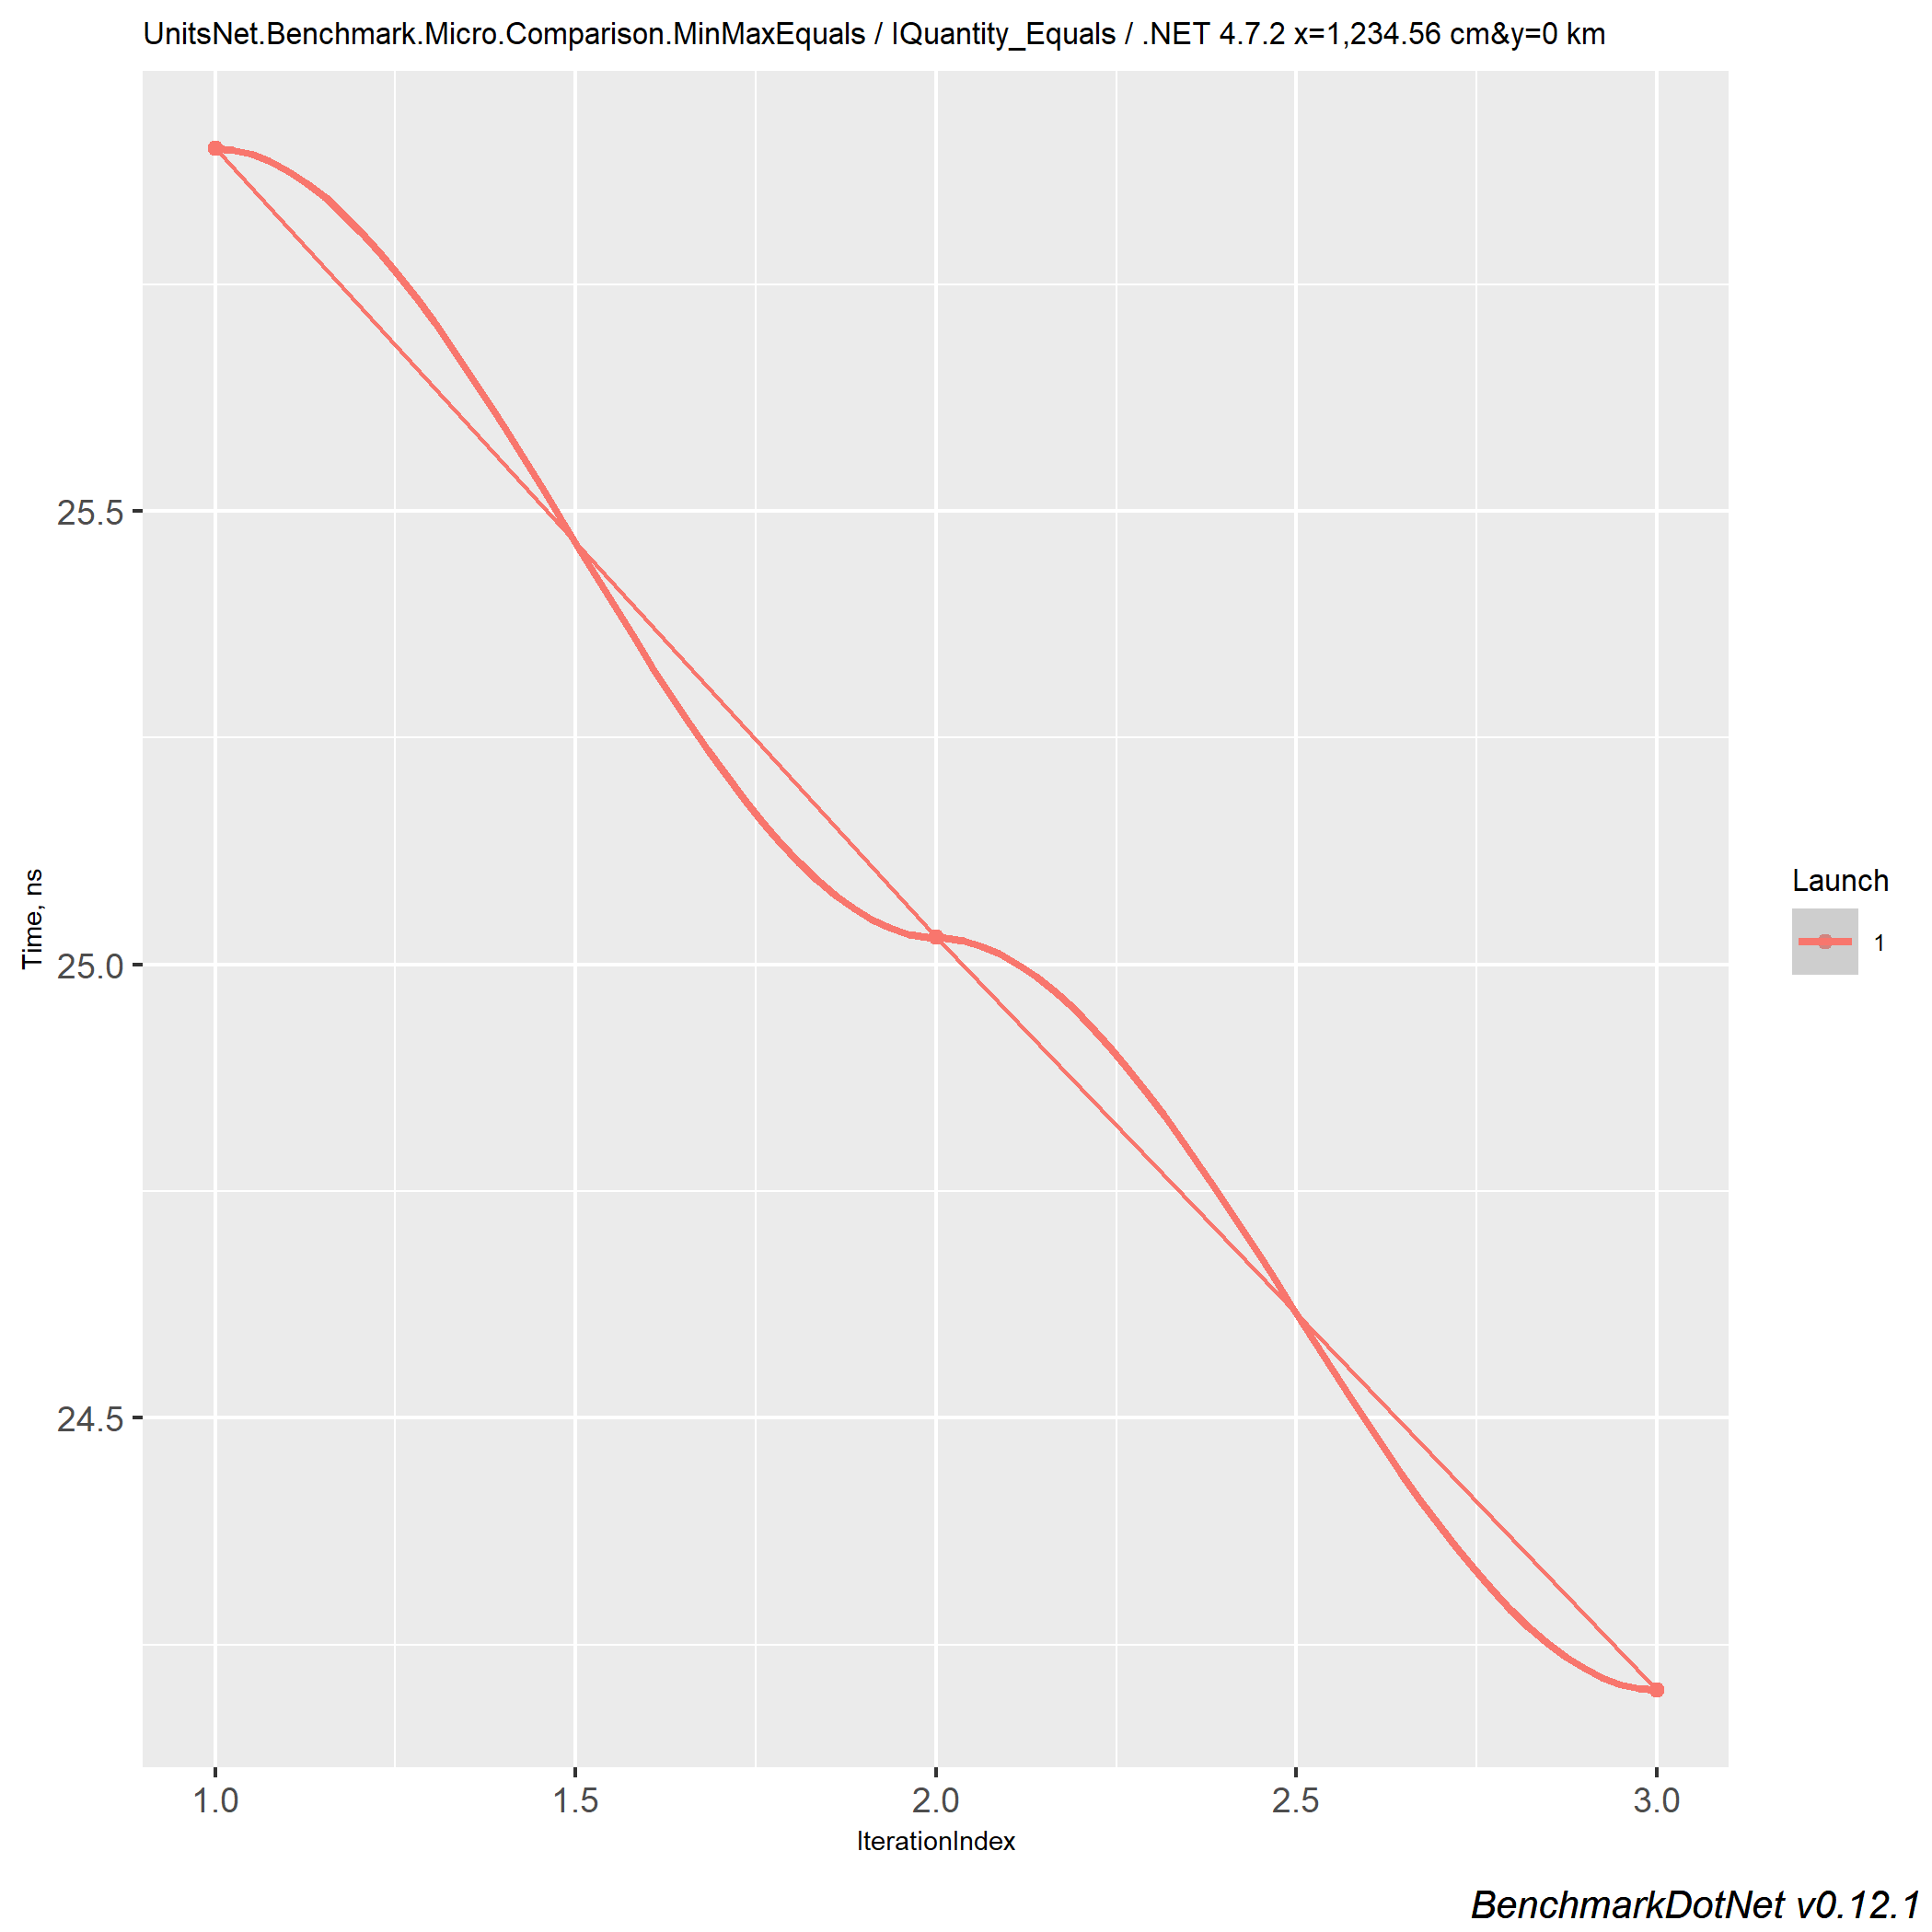 UnitsNet.Benchmark.Micro.Comparison.MinMaxEquals / IQuantity_Equals / .NET 4.7.2 x=1,234.56 cm&y=0 km
25.5
25.0
24.5
Time, ns
Launch
1
1.0 1.5 2.0 2.5 3.0
IterationIndex
BenchmarkDotNet v0.12.1